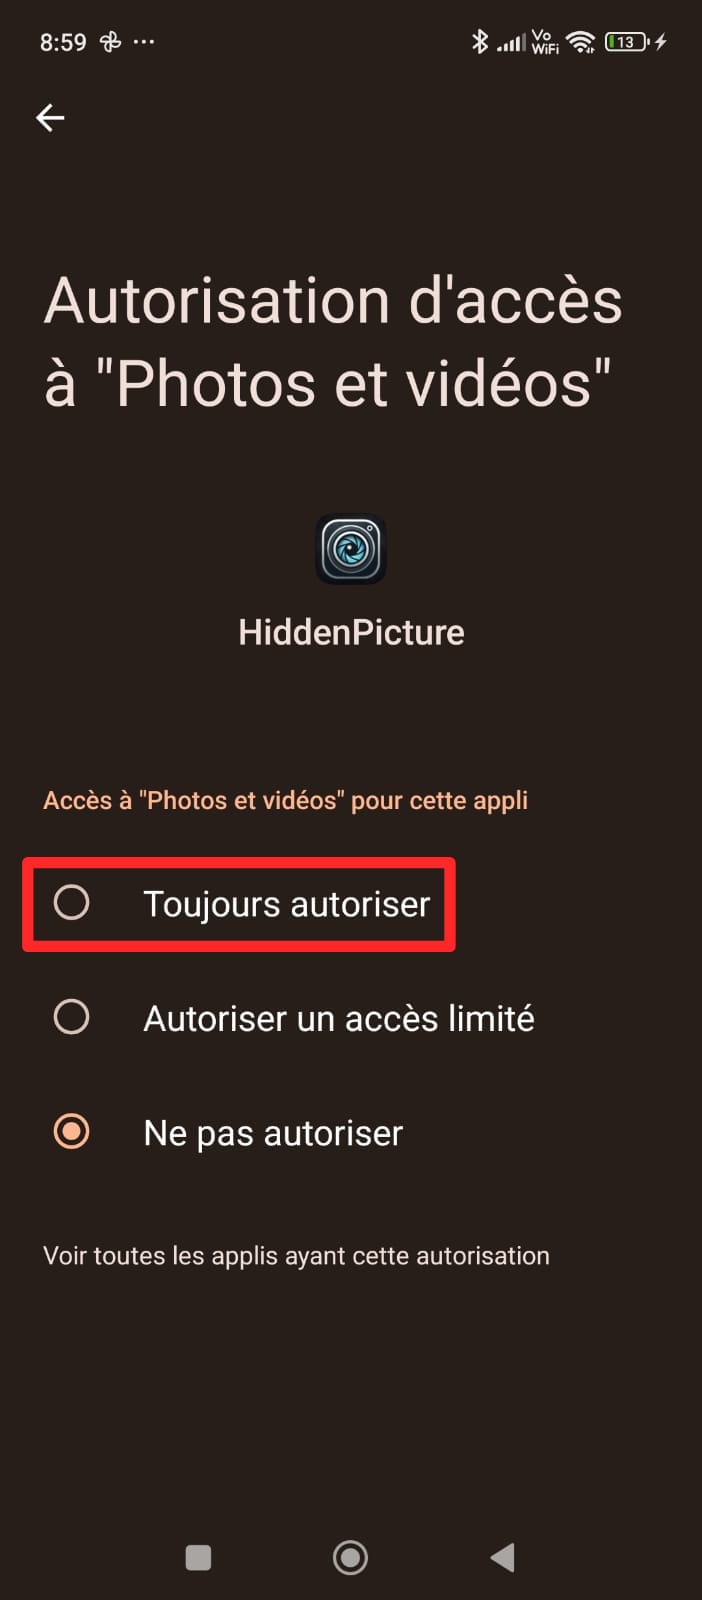 8:59
Vo
WiFi
13
Autorisation d'accès
à "Photos et vidéos"
HiddenPicture
Accès à "Photos et vidéos" pour cette appli
Toujours autoriser
Autoriser un accès limité
Ne pas autoriser
Voir toutes les applis ayant cette autorisation